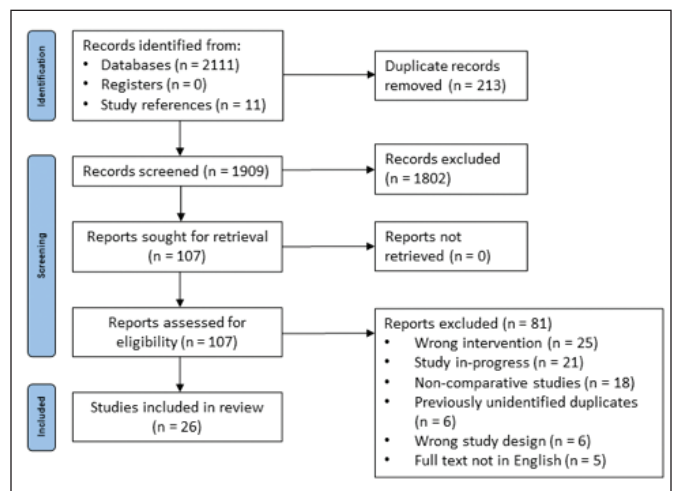 Identification
Records identified from:
• Databases (n = 2111)
• Registers (n = 0)
• Study references (n = 11)
Duplicate records
removed (n = 213)
Screening
Records screened (n = 1909)
Records excluded
(n = 1802)
Reports sought for retrieval
(n = 107)
Reports not
retrieved (n = 0)
Reports assessed for
eligibility (n = 107)
Reports excluded (n = 81)
• Wrong intervention (n = 25)
• Study in-progress (n = 21)
• Non-comparative studies (n = 18)
• Previously unidentified duplicates
(n = 6)
• Wrong study design (n = 6)
• Full text not in English (n = 5)
Included
Studies included in review
(n = 26)